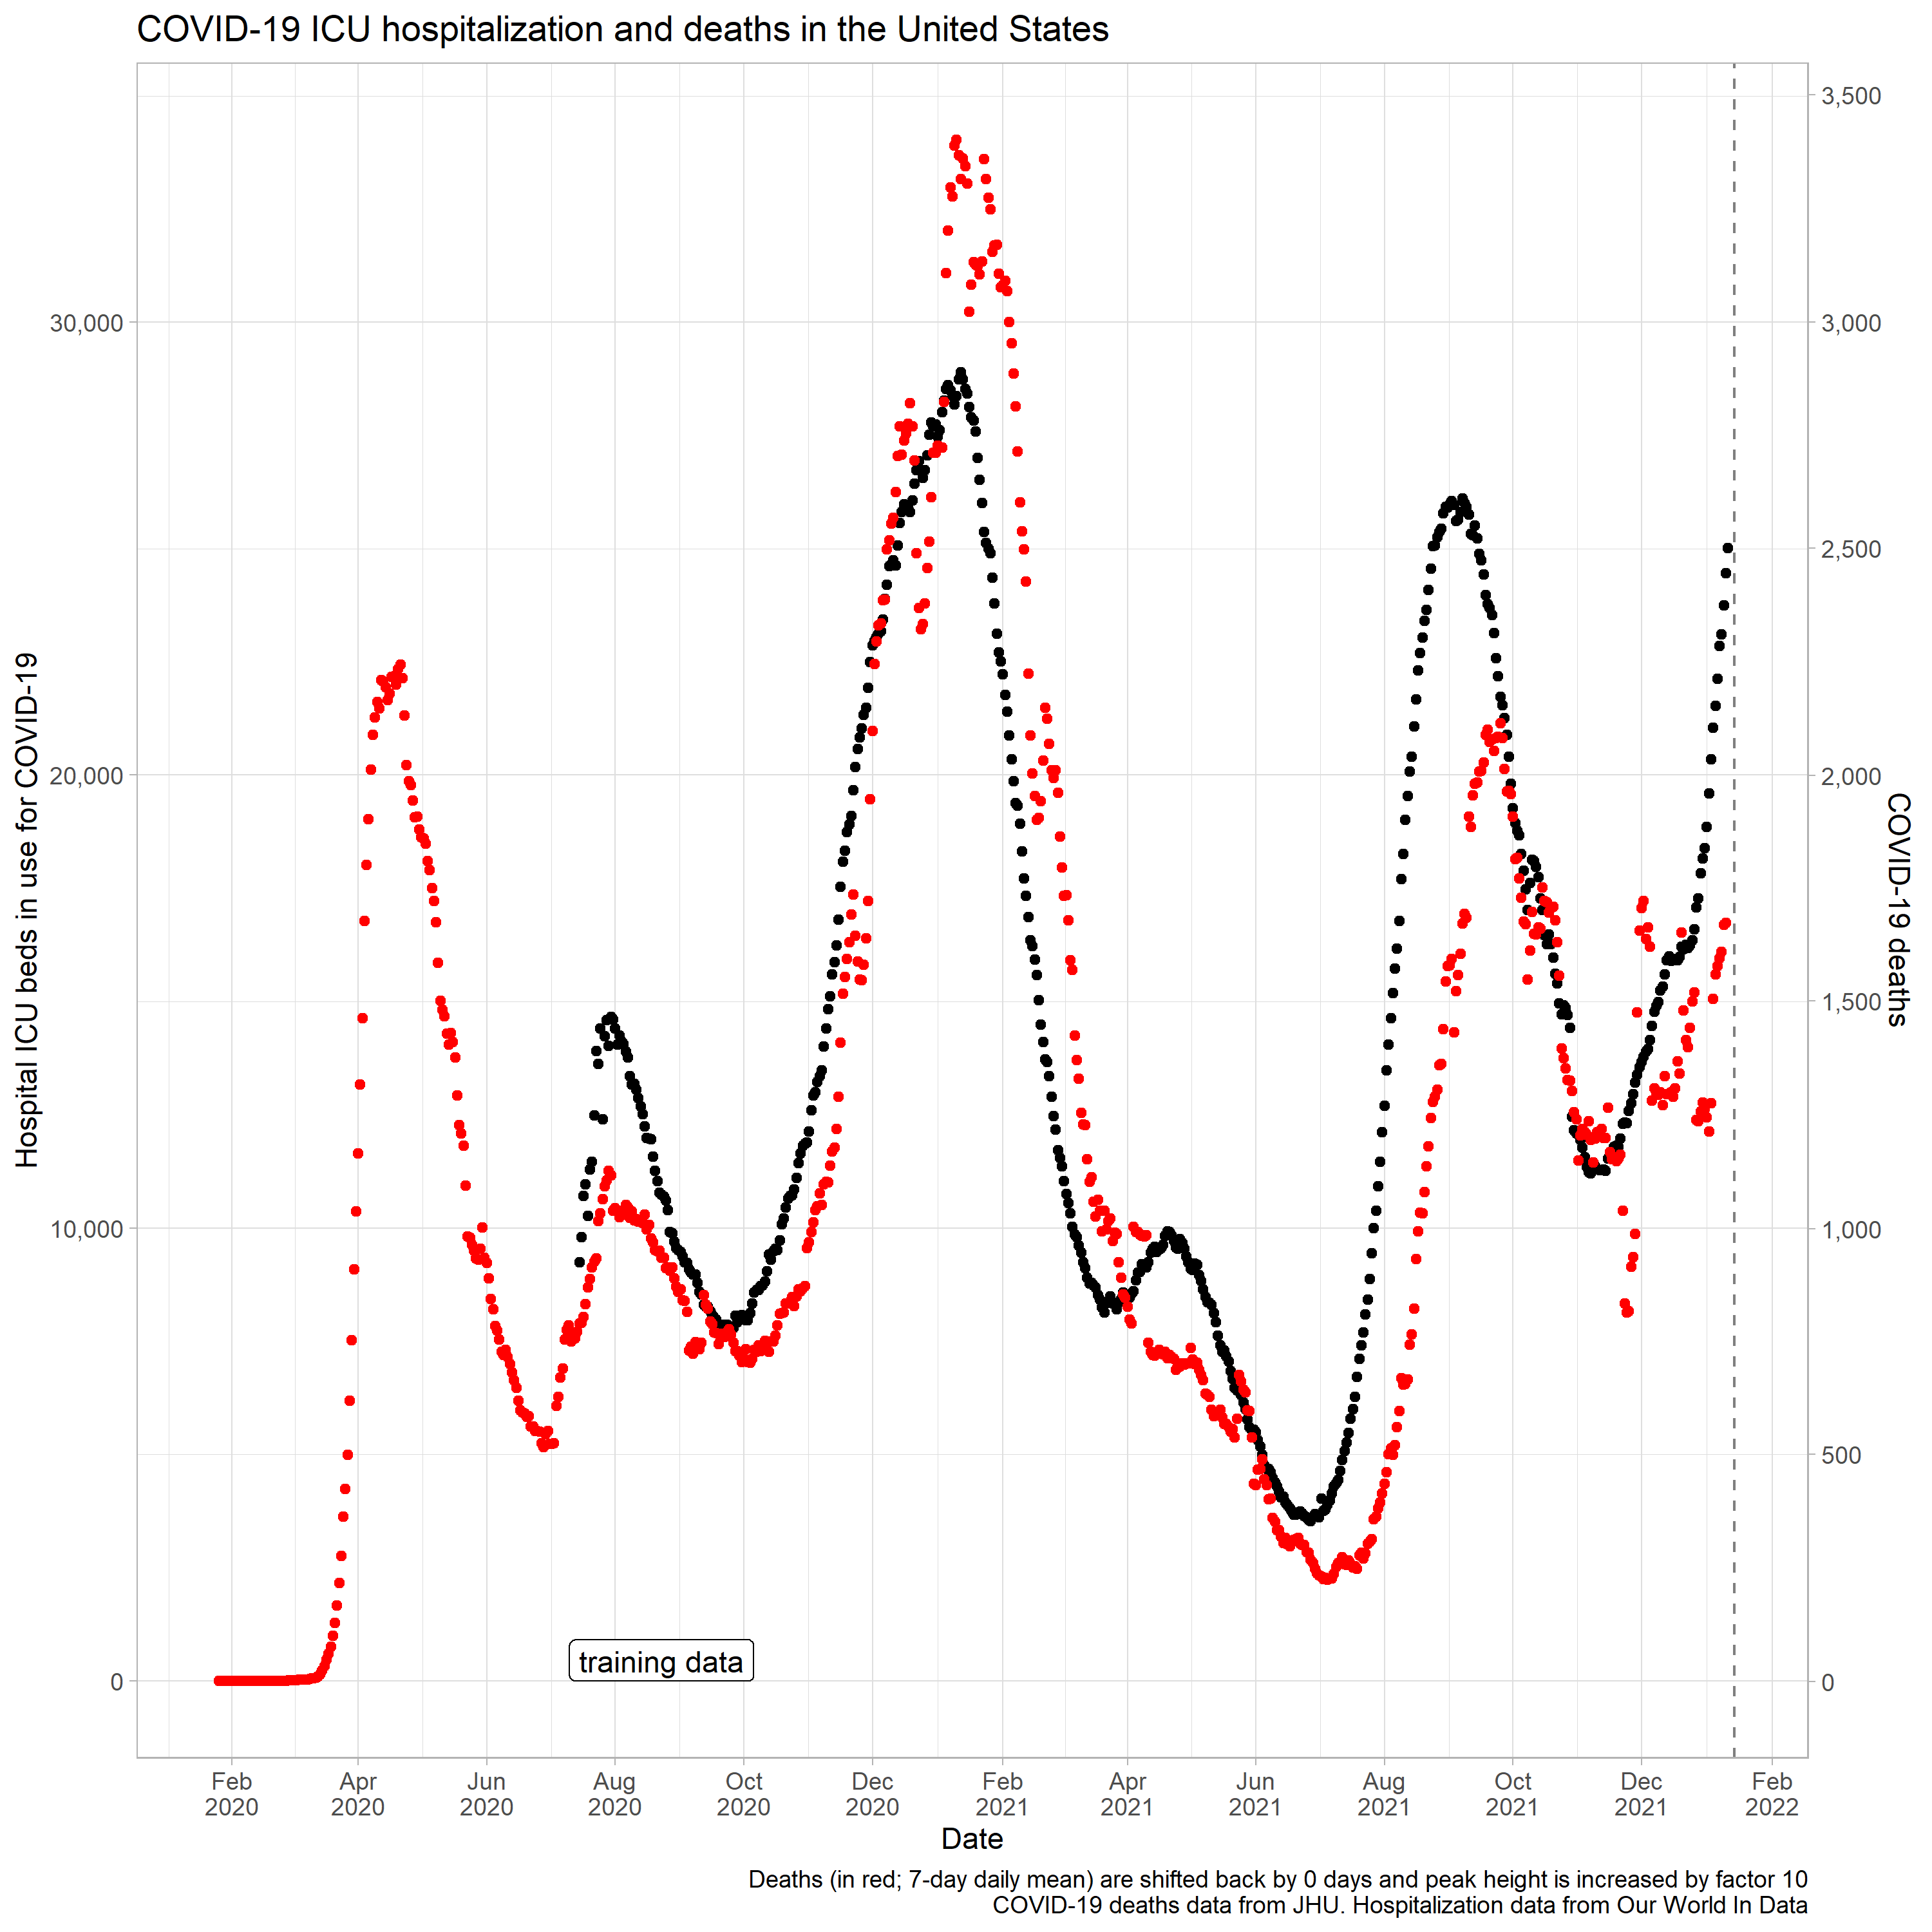 COVID-19 ICU hospitalization and deaths in the United States
Hospital ICU beds in use for COVID-19
30,000
20,000
10,000
0
training data
3,500
3,000
2,500
2,000
1,500
1,000
500
0
COVID-19 deaths
Feb Apr Jun Aug Oct Dec Feb Apr Jun Aug Oct Dec Feb
2020 2020 2020 2020 2020 2020 2021 2021 2021 2021 2021 2021 2022
Date
Deaths (in red; 7-day daily mean) are shifted back by 0 days and peak height is increased by factor 10
COVID-19 deaths data from JHU. Hospitalization data from Our World In Data